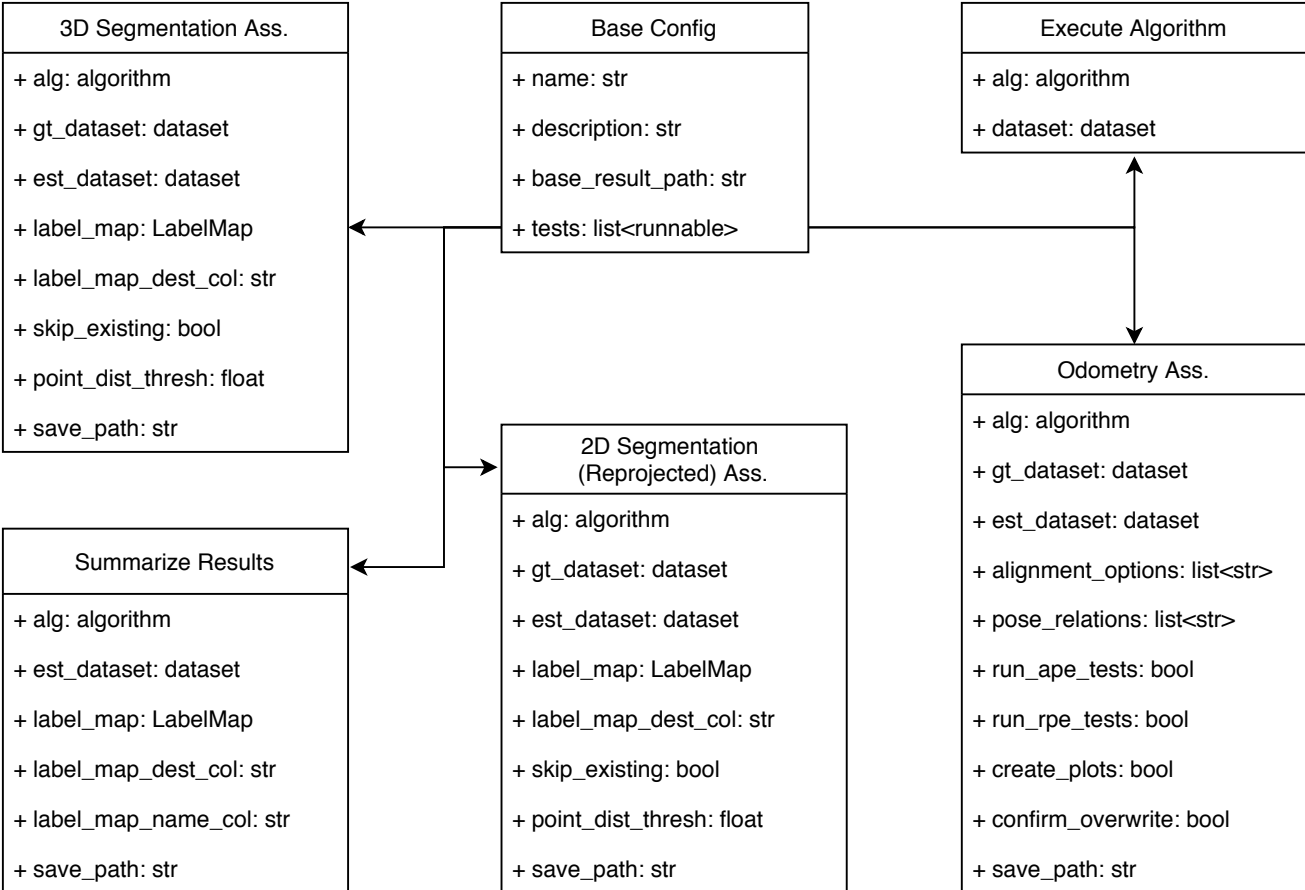 3D Segmentation Ass.
+ alg: algorithm
+ gt_dataset: dataset
+ est_dataset: dataset
+ label_map: LabelMap
+ label_map_dest_col: str
+ skip_existing: bool
+ point_dist_thresh: float
+ save_path: str
Base Config
+ name: str
+ description: str
+ base_result_path: str
+ tests: list<runnable>
Execute Algorithm
+ alg: algorithm
+ dataset: dataset
Summarize Results
+ alg: algorithm
+ est_dataset: dataset
+ label_map: LabelMap
+ label_map_dest_col: str
+ label_map_name_col: str
+ save_path: str
2D Segmentation
(Reprojected) Ass.
+ alg: algorithm
+ gt_dataset: dataset
+ est_dataset: dataset
+ label_map: LabelMap
+ label_map_dest_col: str
+ skip_existing: bool
+ point_dist_thresh: float
+ save_path: str
Odometry Ass.
+ alg: algorithm
+ gt_dataset: dataset
+ est_dataset: dataset
+ alignment_options: list<str>
+ pose_relations: list<str>
+ run_ape_tests: bool
+ run_rpe_tests: bool
+ create_plots: bool
+ confirm_overwrite: bool
+ save_path: str